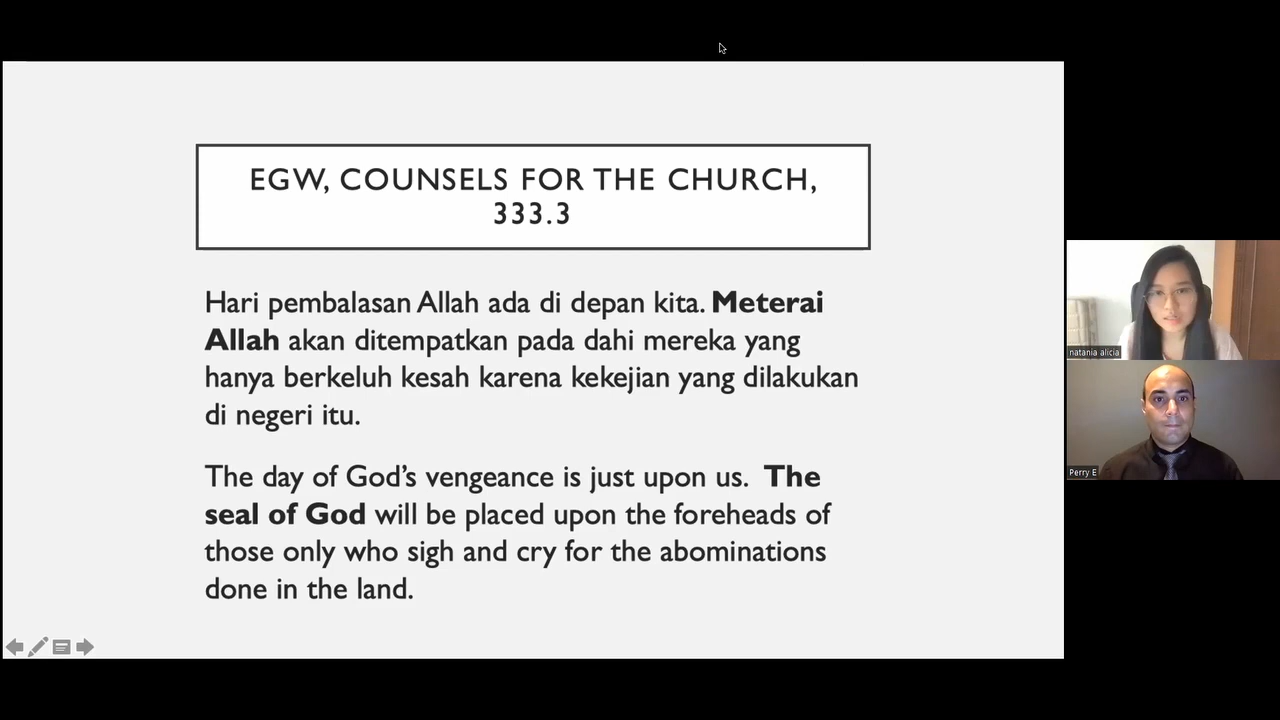 EGW, COUNSELS FOR THE CHURCH,
333.3
Hari pembalasan Allah ada di depan kita. Meterai
Allah akan ditempatkan pada dahi mereka yang
hanya berkeluh kesah karena kekejian yang dilakukan
di negeri itu.
The day of God’s vengeance is just upon us. The
seal of God will be placed upon the foreheads of
those only who sigh and cry for the abominations
done in the land.
natania alicia
Perry E